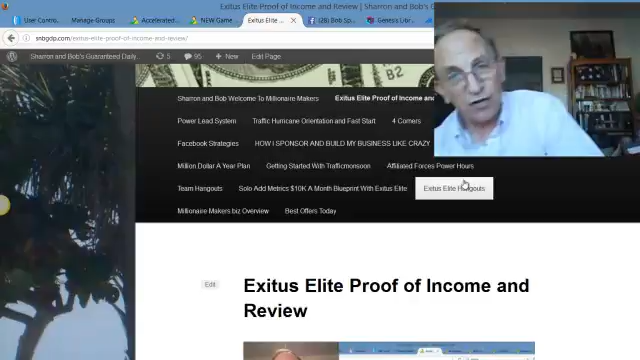 Exitus Elite Proof of Income and Review | Sharron and B
User Contro..
Manage-Groups
Accelerated...
NEW Game ..
Exitus Elite ...
(28) Bob Sp...
Genesis Librar...
snbgdp.com/exitus-elite-proof-of-income-and-review/
Sharron and Bob's Guaranteed Daily...
5
95
+ New
Edit Page
B2
Sharron and Bob Welcome To Millionaire Makers
Exitus Elite Proof of Income and
Power Lead System
Traffic Hurricane Orientation and Fast Start
4 Corners
Facebook Strategies
HOW I SPONSOR AND BUILD MY BUSINESS LIKE CRAZY
Million Dollar A Year Plan
Getting Started With Trafficmonsoon
Affiliated Forces Power Hours
Team Hangouts
Solo Add Metrics $10K A Month Blueprint With Exitus Elite
Exitus Elite Hangouts
Millionaire Makers.biz Overview
Best Offers Today
Edit
Exitus Elite Proof of Income and
Review